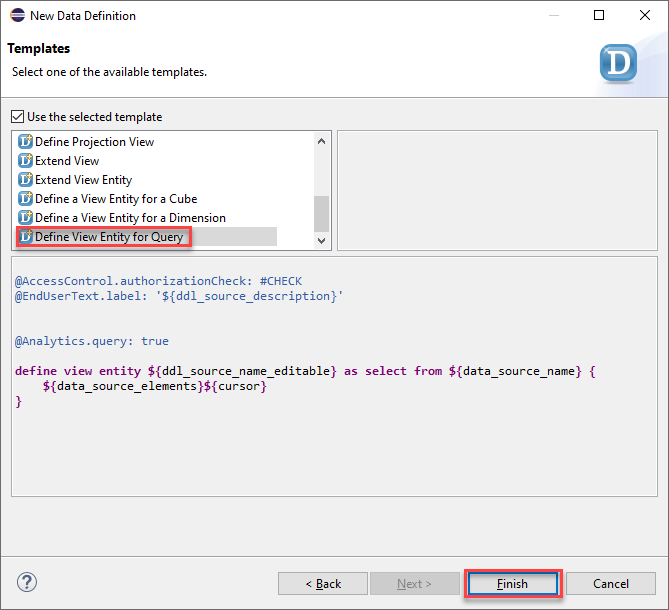 New Data Definition
Templates
Select one of the available templates.
D
Use the selected template
Define Projection View
Extend View
Extend View Entity
Define a View Entity for a Cube
Define a View Entity for a Dimension
Define View Entity for Query
@AccessControl.authorizationCheck: #CHECK
@EndUserText.label: '${ddl_source_description}'
@Analytics.query: true
define view entity ${ddl_source_name_editable} as select from ${data_source_name} {
${data_source_elements}${cursor}
}
?
< Back
Next >
Finish
Cancel